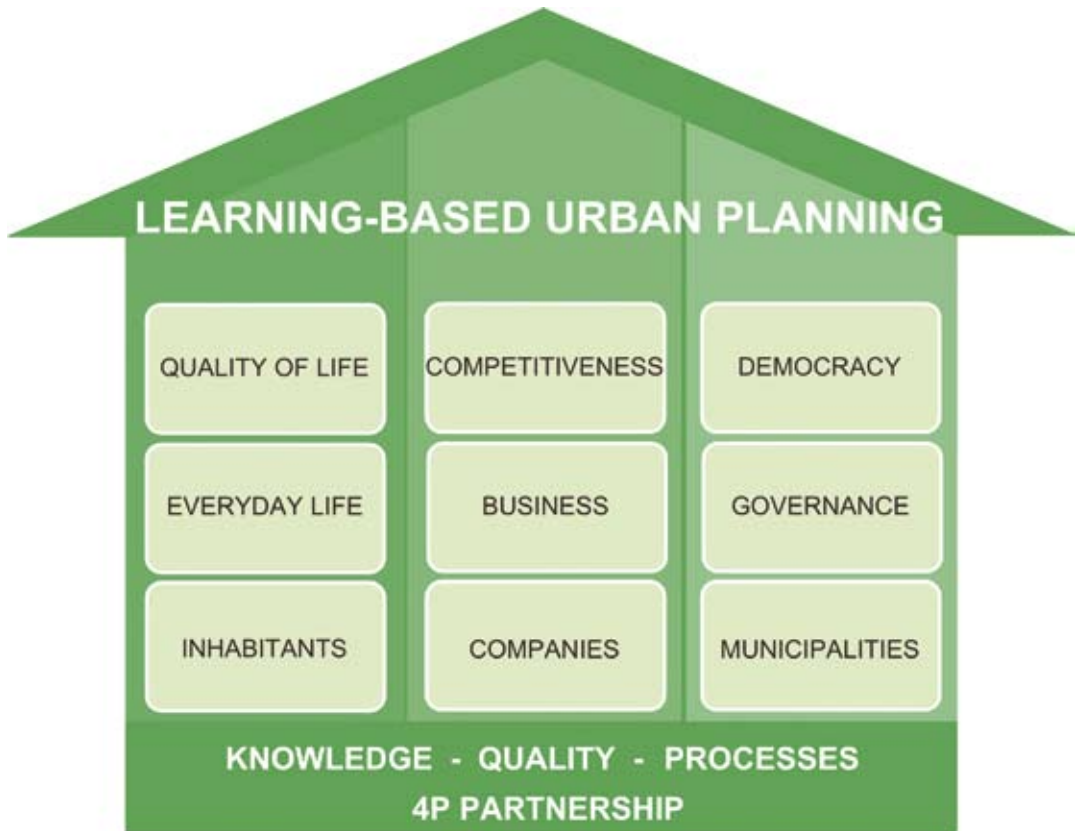 LEARNING-BASED URBAN PLANNING
QUALITY OF LIFE
COMPETITIVENESS
DEMOCRACY
EVERYDAY LIFE
BUSINESS
GOVERNANCE
INHABITANTS
COMPANIES
MUNICIPALITIES
KNOWLEDGE - QUALITY - PROCESSES
4P PARTNERSHIP